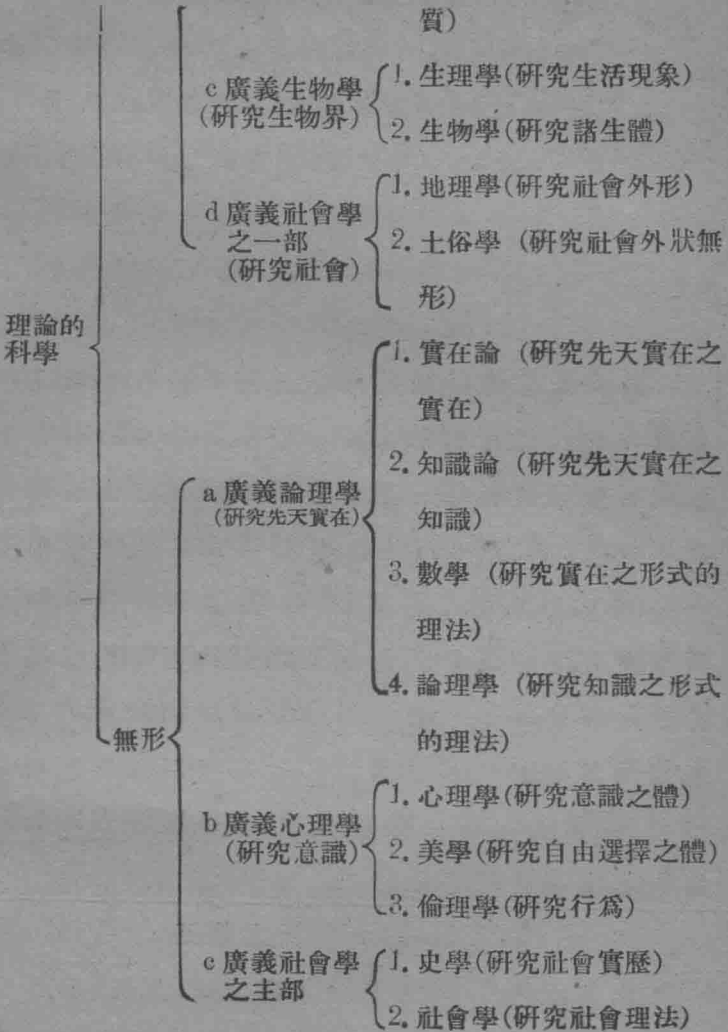 質)
c 廣義生物學
(研究生物界)
1. 生理學(研究生活現象)
2. 生物學(研究諸生體)
d 廣義社會學
之一部
(研究社會)
1. 地理學(研究社會外形)
2. 土俗學 (研究社會外狀無
形)
理論的
科學
無形
a 廣義論理學
(研究先天實在)
1. 實在論 (研究先天實在之
實在)
2. 知識論 (研究先天實在之
知識)
3. 數學 (研究實在之形式的
理法)
4. 論理學 (研究知識之形式
的理法)
b 廣義心理學
(研究意識)
1. 心理學(研究意識之體)
2. 美學(研究自由選擇之體)
3. 倫理學(研究行爲)
c 廣義社會學
之主部
1. 史學(研究社會實歷)
2. 社會學(研究社會理法)